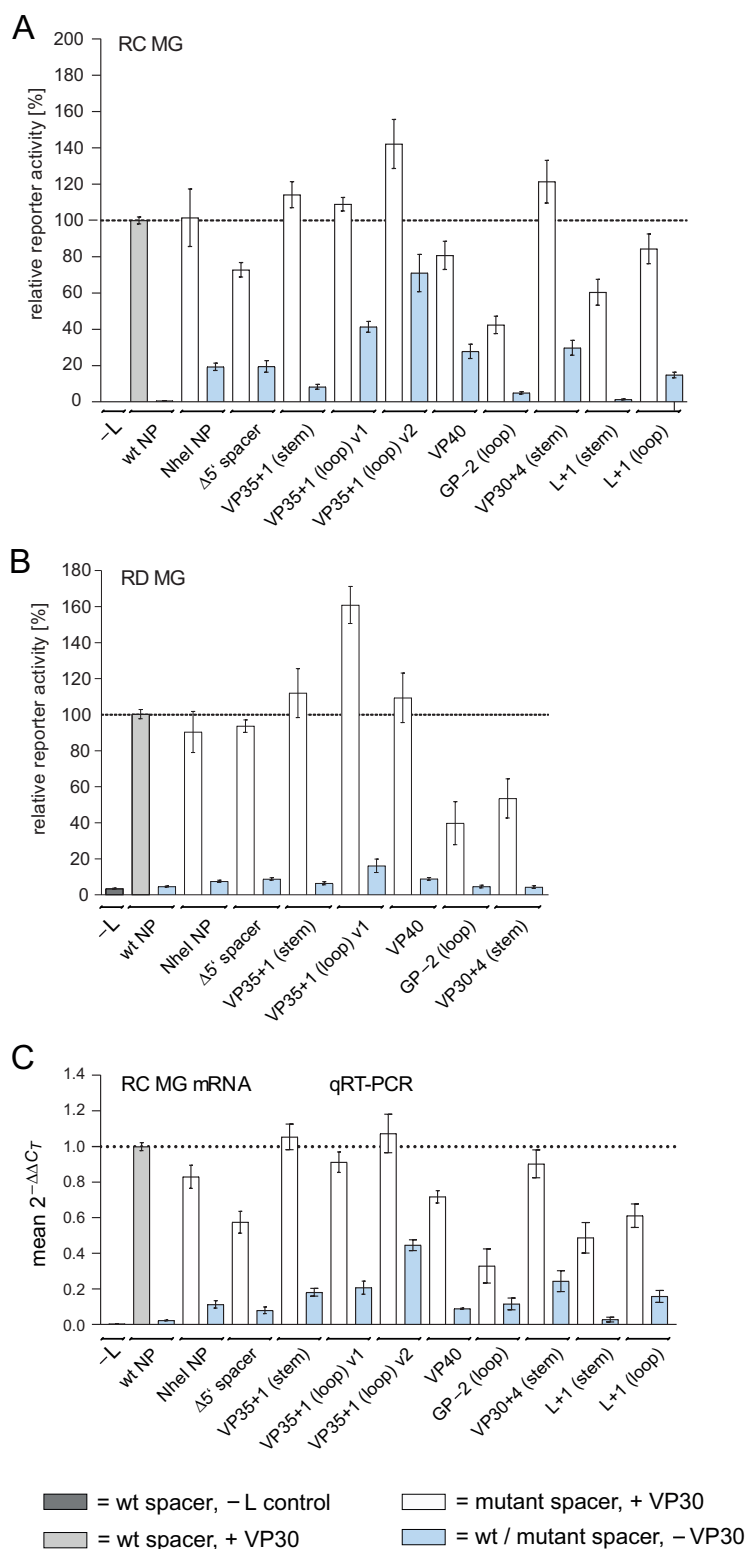 A
RC MG
relative reporter activity [%]
200
180
160
140
120
100
80
60
40
20
0
−L
wt NP
NheI NP
Δ5‘ spacer
VP35+1 (stem)
VP35+1 (loop) v1
VP35+1 (loop) v2
VP40
GP−2 (loop)
VP30+4 (stem)
L+1 (stem)
L+1 (loop)
B
RD MG
relative reporter activity [%]
180
160
140
120
100
80
60
40
20
0
−L
wt NP
NheI NP
Δ5‘ spacer
VP35+1 (stem)
VP35+1 (loop) v1
VP40
GP−2 (loop)
VP30+4 (stem)
C
RC MG mRNA qRT-PCR
mean 2^−ΔΔCT
1.4
1.2
1.0
0.8
0.6
0.4
0.2
0.0
−L
wt NP
NheI NP
Δ5‘ spacer
VP35+1 (stem)
VP35+1 (loop) v1
VP35+1 (loop) v2
VP40
GP−2 (loop)
VP30+4 (stem)
L+1 (stem)
L+1 (loop)
= wt spacer, − L control
= mutant spacer, + VP30
= wt spacer, + VP30
= wt / mutant spacer, − VP30